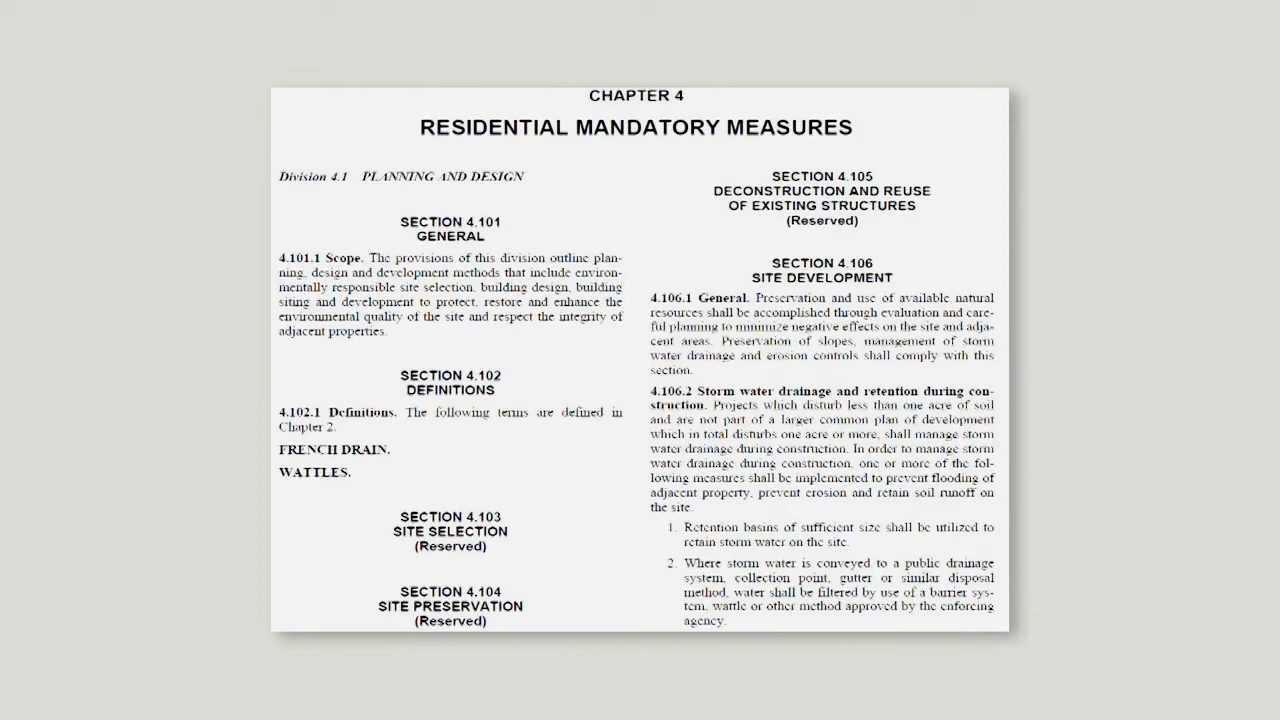 CHAPTER 4
RESIDENTIAL MANDATORY MEASURES
Division 4.1 PLANNING AND DESIGN
SECTION 4.101
GENERAL
4.101.1 Scope. The provisions of this division outline plan-
ning, design and development methods that include environ-
mentally responsible site selection, building design, building
siting and development to protect, restore and enhance the
environmental quality of the site and respect the integrity of
adjacent properties.
SECTION 4.102
DEFINITIONS
4.102.1 Definitions. The following terms are defined in
Chapter 2.
FRENCH DRAIN.
WATTLES.
SECTION 4.103
SITE SELECTION
(Reserved)
SECTION 4.104
SITE PRESERVATION
(Reserved)
SECTION 4.105
DECONSTRUCTION AND REUSE
OF EXISTING STRUCTURES
(Reserved)
SECTION 4.106
SITE DEVELOPMENT
4.106.1 General. Preservation and use of available natural
resources shall be accomplished through evaluation and care-
ful planning to minimize negative effects on the site and adja-
cent areas. Preservation of slopes, management of storm
water drainage and erosion controls shall comply with this
section.
4.106.2 Storm water drainage and retention during con-
struction. Projects which disturb less than one acre of soil
and are not part of a larger common plan of development
which in total disturbs one acre or more, shall manage storm
water drainage during construction. In order to manage storm
water drainage during construction, one or more of the fol-
lowing measures shall be implemented to prevent flooding of
adjacent property, prevent erosion and retain soil runoff on
the site.
1. Retention basins of sufficient size shall be utilized to
retain storm water on the site.
2. Where storm water is conveyed to a public drainage
system, collection point, gutter or similar disposal
method, water shall be filtered by use of a barrier sys-
tem, wattle or other method approved by the enforcing
agency.